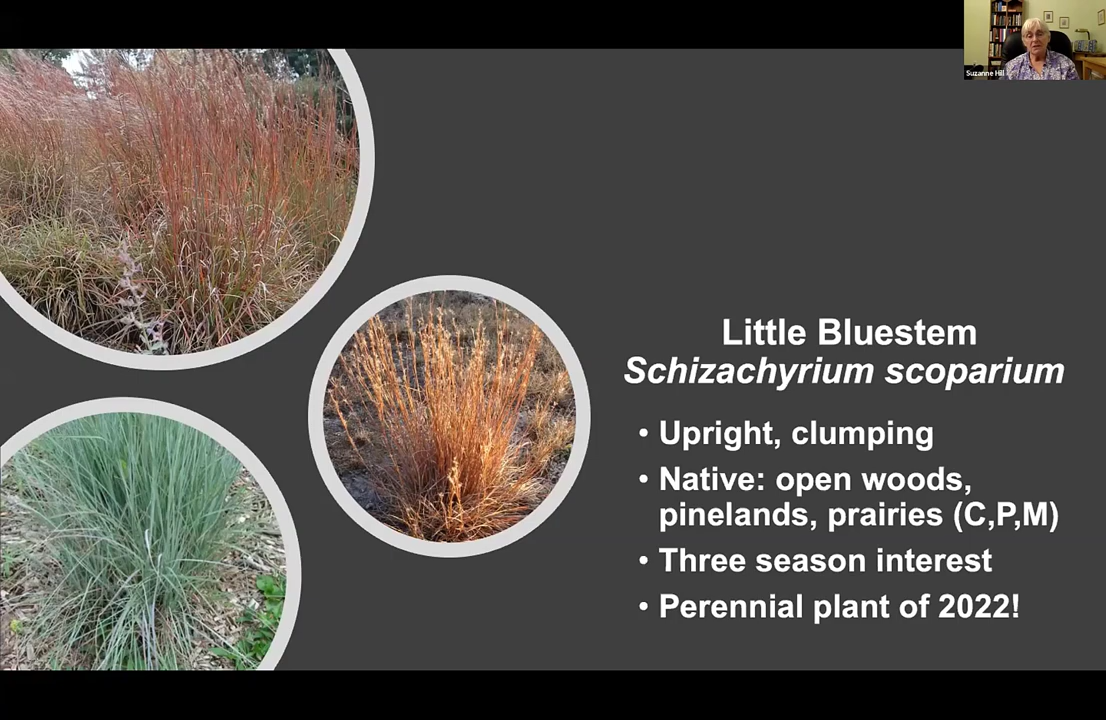 Suzanne Hill
Little Bluestem
Schizachyrium scoparium
• Upright, clumping
• Native: open woods,
pinelands, prairies (C,P,M)
• Three season interest
• Perennial plant of 2022!